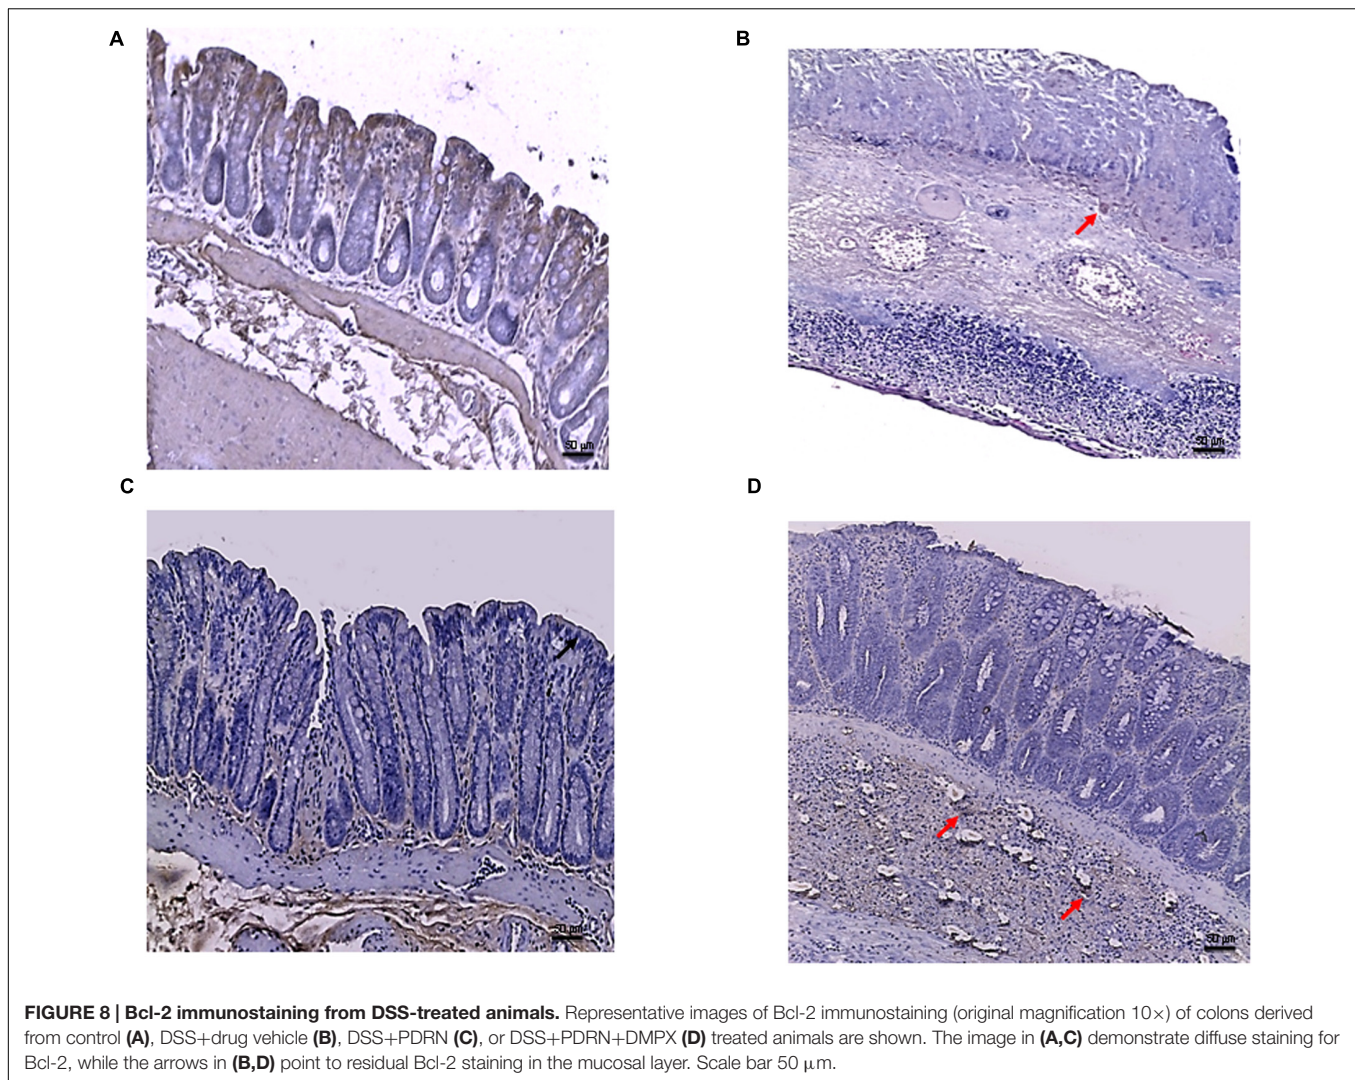 A
B
50 µm
50 µm
C
D
50 µm
50 µm
FIGURE 8 | Bcl-2 immunostaining from DSS-treated animals. Representative images of Bcl-2 immunostaining (original magnification 10×) of colons derived
from control (A), DSS+drug vehicle (B), DSS+PDRN (C), or DSS+PDRN+DMPX (D) treated animals are shown. The image in (A,C) demonstrate diffuse staining for
Bcl-2, while the arrows in (B,D) point to residual Bcl-2 staining in the mucosal layer. Scale bar 50 µm.